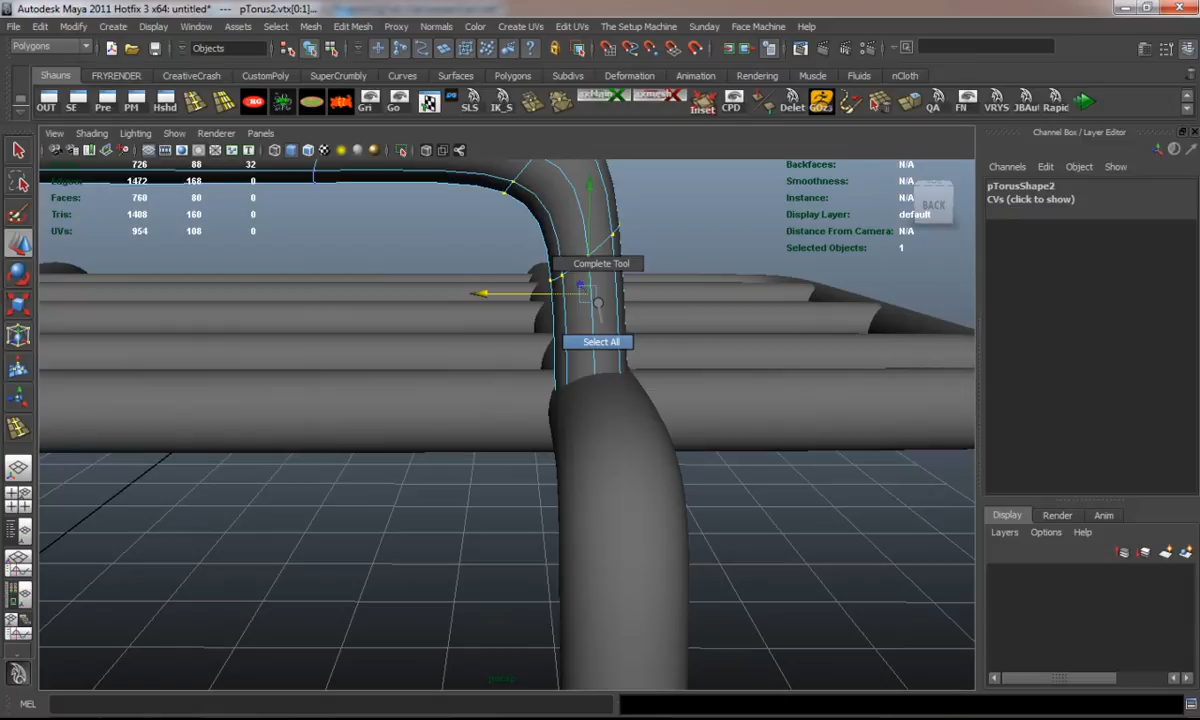 Autodesk Maya 2011 Hotfix 3 x64: untitled* --- pTorus2.vtx[0:1]...
File Edit Modify Create Display Window Assets Select Mesh Edit Mesh Proxy Normals Color Create UVs Edit UVs The Setup Machine Sunday Face Machine Help
Polygons Objects
Shauns FRYRENDER CreativeCrash CustomPoly SuperCrumbly Curves Surfaces Polygons Subdivs Deformation Animation Rendering Muscle Fluids nCloth
OUT SE Pre PM Hshd Gri Go SLS IK_S Inset CPD Delet GOz3 QA FN VRYS JBAut Rapid
View Shading Lighting Show Renderer Panels
Channel Box / Layer Editor
Channels Edit Object Show
pTorusShape2
CVs (click to show)
726 88 32
Edges: 1472 168 0
Faces: 760 80 0
Tris: 1408 160 0
UVs: 954 108 0
Backfaces: N/A
Smoothness: N/A
Instance: N/A
Display Layer: default
Distance From Camera: N/A
Selected Objects: 1
BACK
Complete Tool
Select All
persp
Display Render Anim
Layers Options Help
MEL